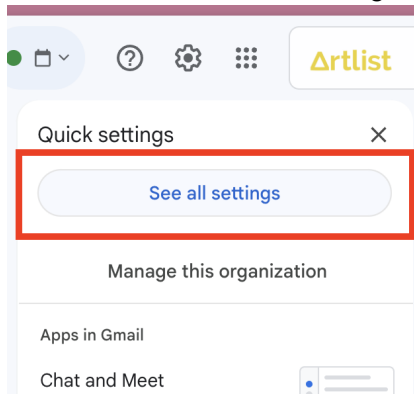 Artlist
Quick settings
See all settings
Manage this organization
Apps in Gmail
Chat and Meet